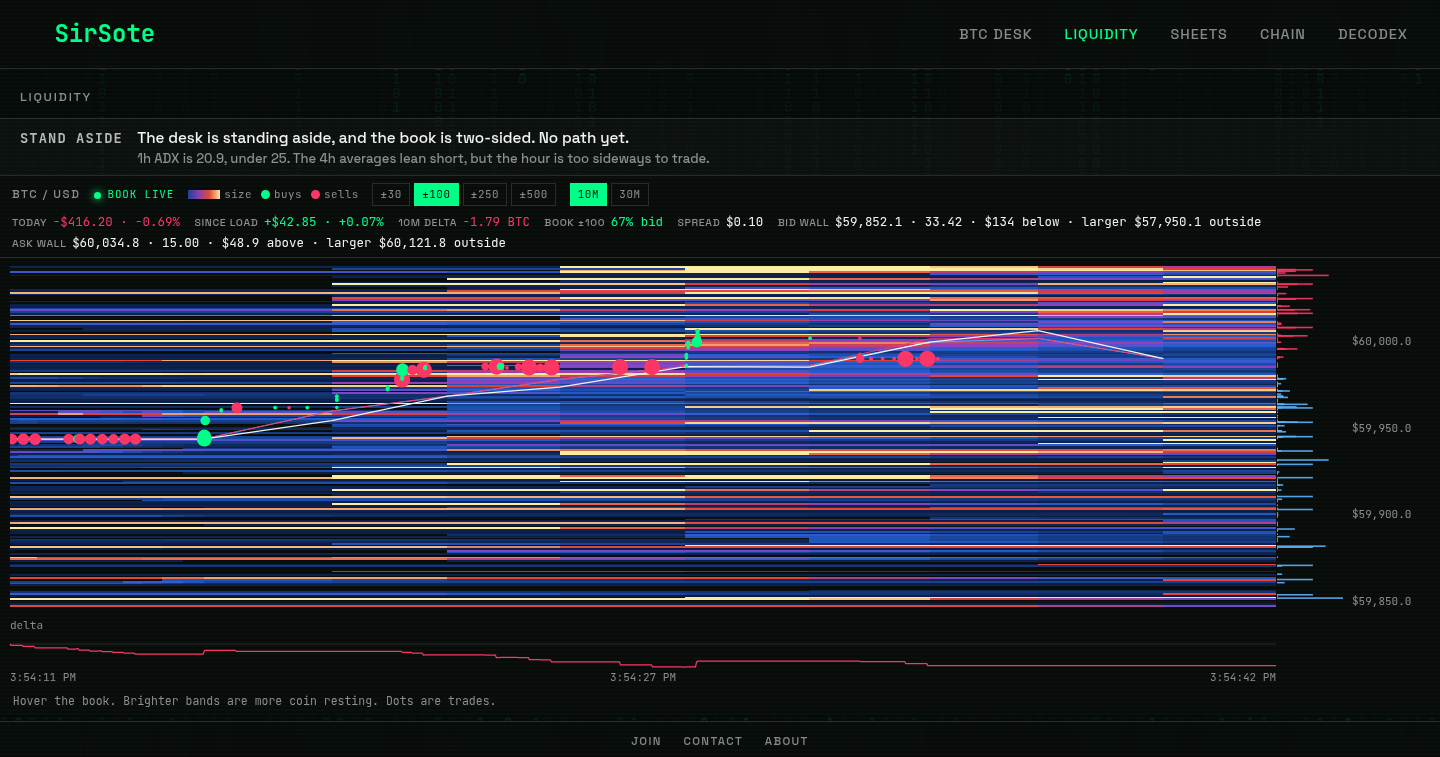 SirSote
BTC DESK LIQUIDITY SHEETS CHAIN DECODEX
LIQUIDITY
STAND ASIDE The desk is standing aside, and the book is two-sided. No path yet.
1h ADX is 20.9, under 25. The 4h averages lean short, but the hour is too sideways to trade.
BTC / USD BOOK LIVE size buys sells ±30 ±100 ±250 ±500 10M 30M
TODAY -$416.20 · -0.69% SINCE LOAD +$42.85 · +0.07% 10M DELTA -1.79 BTC BOOK ±100 67% bid SPREAD $0.10 BID WALL $59,852.1 · 33.42 · $134 below · larger $57,950.1 outside
ASK WALL $60,034.8 · 15.00 · $48.9 above · larger $60,121.8 outside
$60,000.0
$59,950.0
$59,900.0
$59,850.0
delta
3:54:11 PM 3:54:27 PM 3:54:42 PM
Hover the book. Brighter bands are more coin resting. Dots are trades.
JOIN CONTACT ABOUT